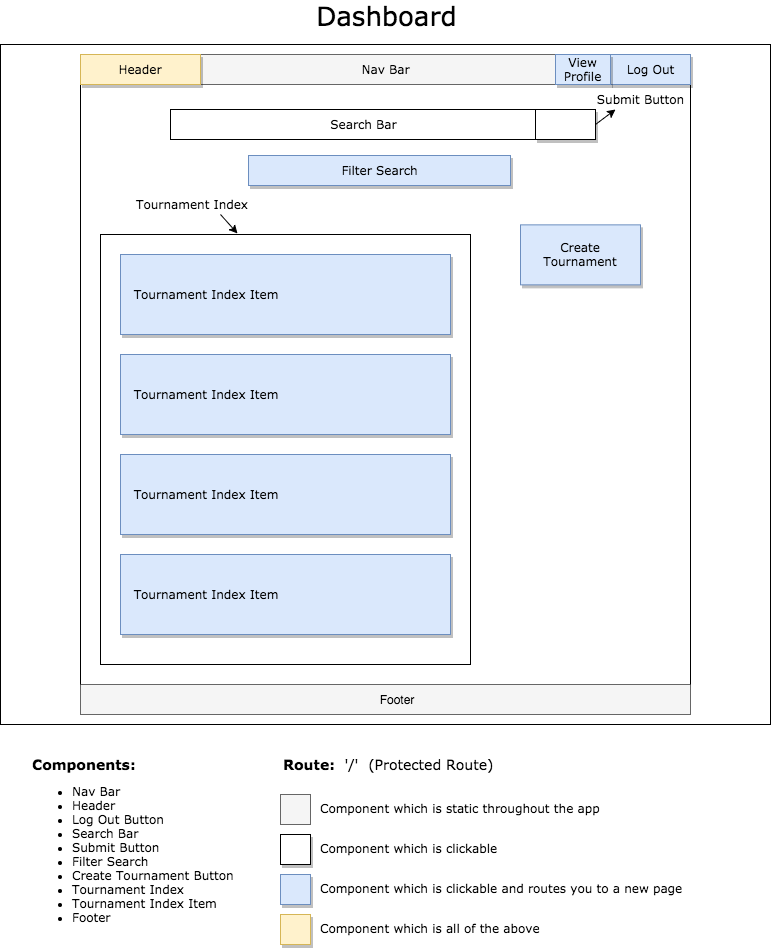 Dashboard
Header
Nav Bar
View
Profile
Log Out
Submit Button
Search Bar
Filter Search
Tournament Index
Create
Tournament
Tournament Index Item
Tournament Index Item
Tournament Index Item
Tournament Index Item
Footer
Components:
Nav Bar
Header
Log Out Button
Search Bar
Submit Button
Filter Search
Create Tournament Button
Tournament Index
Tournament Index Item
Footer
Route: '/' (Protected Route)
Component which is static throughout the app
Component which is clickable
Component which is clickable and routes you to a new page
Component which is all of the above